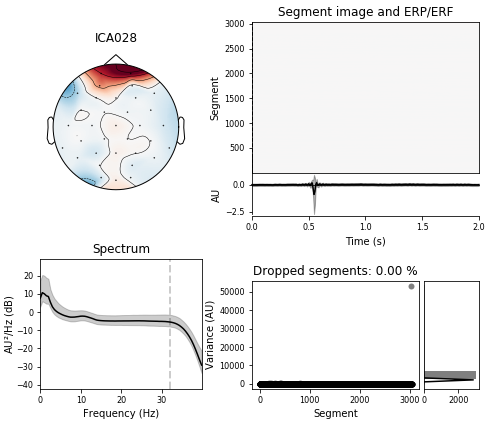 ICA028
Segment image and ERP/ERF
3000
2500
2000
1500
1000
500
Segment
0.0
−2.5
AU
0.0 0.5 1.0 1.5 2.0
Time (s)
Spectrum
20
10
0
−10
−20
−30
−40
AU²/Hz (dB)
0 10 20 30
Frequency (Hz)
Dropped segments: 0.00 %
50000
40000
30000
20000
10000
0
Variance (AU)
0 1000 2000 3000
Segment
0 2000